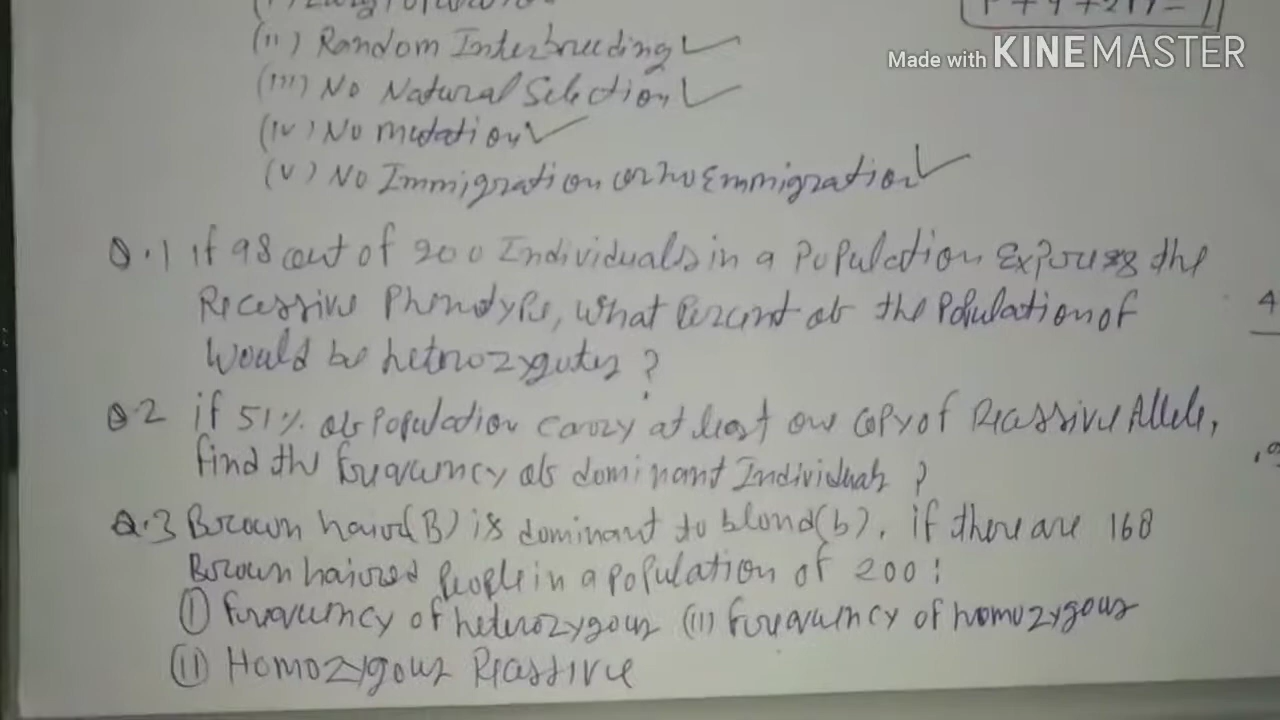 (ii) Random Interbreeding
Made with KINEMASTER
(iii) No Natural Selection
(iv) No mutation
(v) No Immigration or no Emmigration
Q.1 if 98 out of 200 Individuals in a Population Express the
Recessive Phenotype, what Percent of the Population of
would be heterozygotes ?
4
Q.2 if 51% of Population carry at least one copy of Recessive Allele,
find the frequency of dominant Individuals ?
Q.3 Brown hair(B) is dominant to blond(b). if there are 168
Brown haired People in a population of 200 :
(i) frequency of heterozygous (ii) frequency of homozygous
(ii) Homozygous Recessive